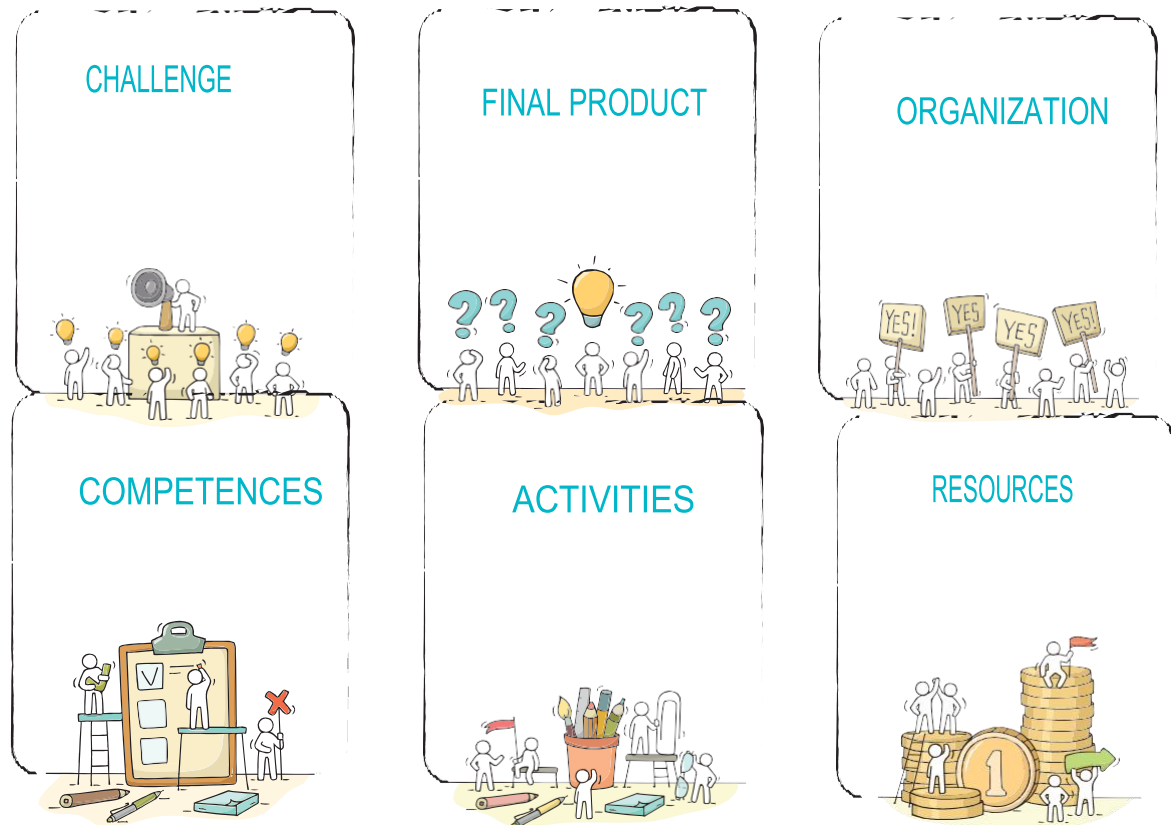 CHALLENGE
FINAL PRODUCT
ORGANIZATION
YES!
YES
YES
YES!
COMPETENCES
ACTIVITIES
RESOURCES
1